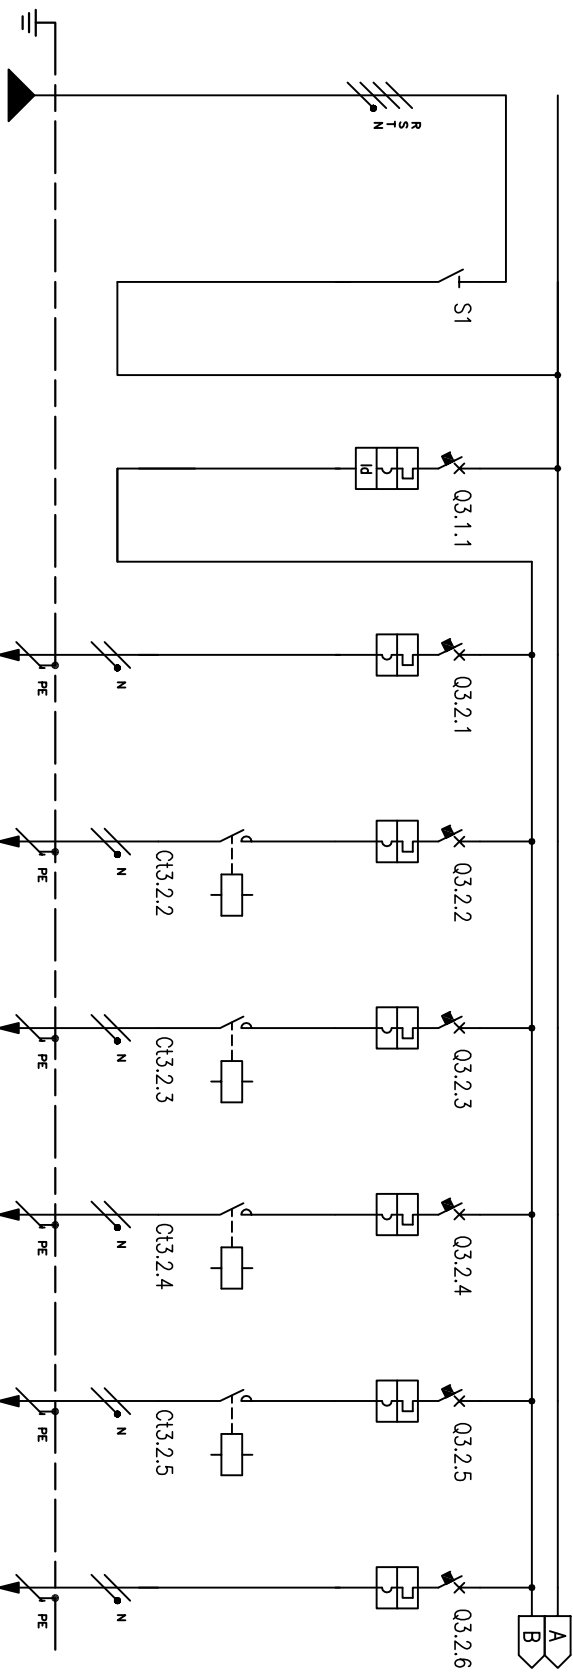 R
S
T
N
S1
Id
Q3.1.1
Q3.2.1
N
PE
Q3.2.2
Ct3.2.2
N
PE
Q3.2.3
Ct3.2.3
N
PE
Q3.2.4
Ct3.2.4
N
PE
Q3.2.5
Ct3.2.5
N
PE
Q3.2.6
N
PE
A
B